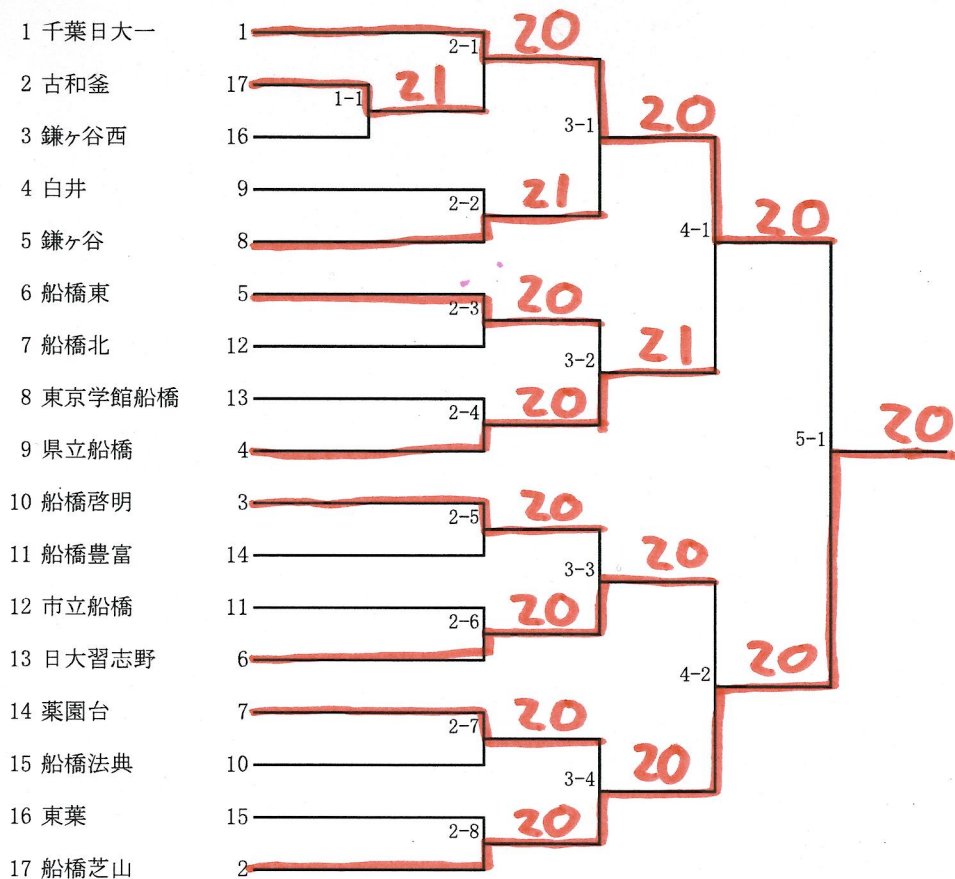 1 千葉日大一 1
2-1 20
2 古和釜 17
1-1 21
3 鎌ヶ谷西 16
3-1 20
4 白井 9
2-2 21
4-1 20
5 鎌ヶ谷 8
6 船橋東 5
2-3 20
7 船橋北 12
3-2 21
8 東京学館船橋 13
2-4 20
9 県立船橋 4
5-1 20
10 船橋啓明 3
2-5 20
11 船橋豊富 14
3-3 20
12 市立船橋 11
2-6 20
13 日大習志野 6
4-2 20
14 薬園台 7
2-7 20
15 船橋法典 10
3-4 20
16 東葉 15
2-8 20
17 船橋芝山 2